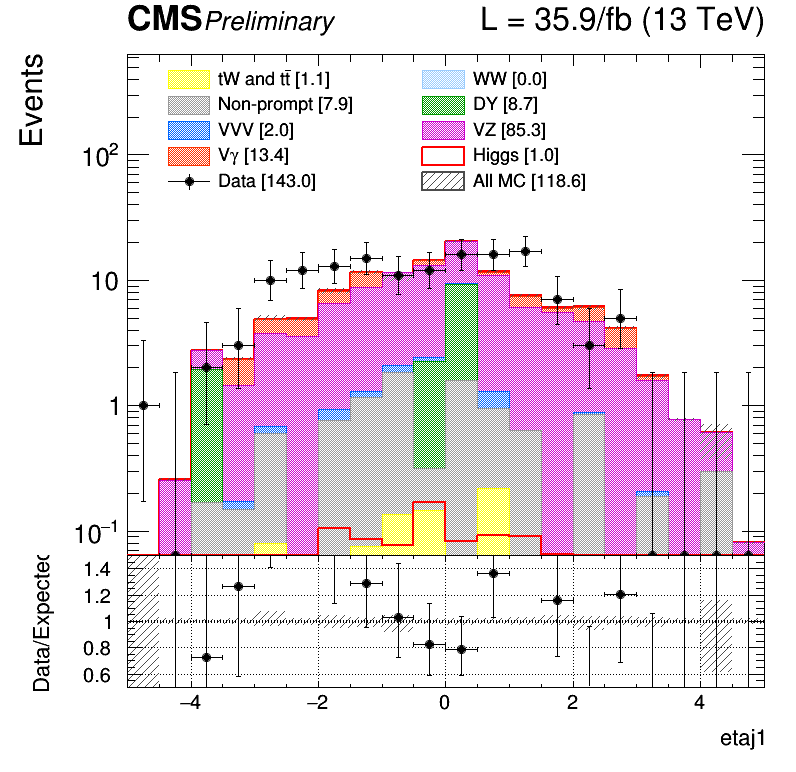 CMS Preliminary L = 35.9/fb (13 TeV)
Events
tW and tt̄ [1.1] WW [0.0]
Non-prompt [7.9] DY [8.7]
VVV [2.0] VZ [85.3]
Vγ [13.4] Higgs [1.0]
Data [143.0] All MC [118.6]
10²
10
1
10⁻¹
Data/Expected
1.4
1.2
1
0.8
0.6
−4 −2 0 2 4
etaj1